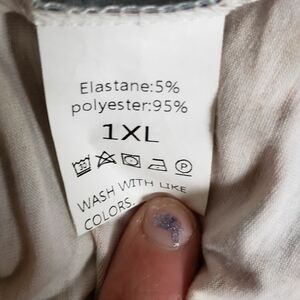 Elastane:5%
polyester:95%
1XL
WASH WITH LIKE
COLORS.